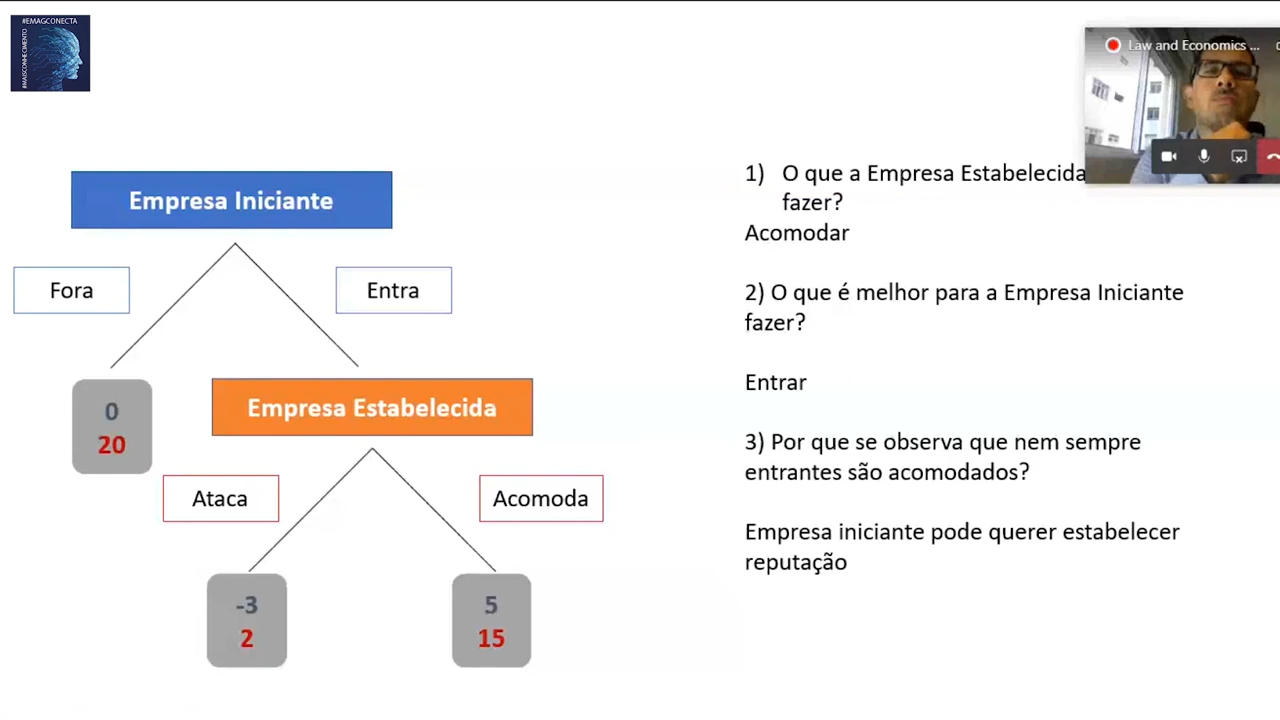 #EMAGCONECTA
#MAISCONHECIMENTO
Law and Economics ...
Empresa Iniciante
Fora
Entra
0
20
Empresa Estabelecida
Ataca
Acomoda
-3
2
5
15
1) O que a Empresa Estabelecida
fazer?
Acomodar
2) O que é melhor para a Empresa Iniciante
fazer?
Entrar
3) Por que se observa que nem sempre
entrantes são acomodados?
Empresa iniciante pode querer estabelecer
reputação